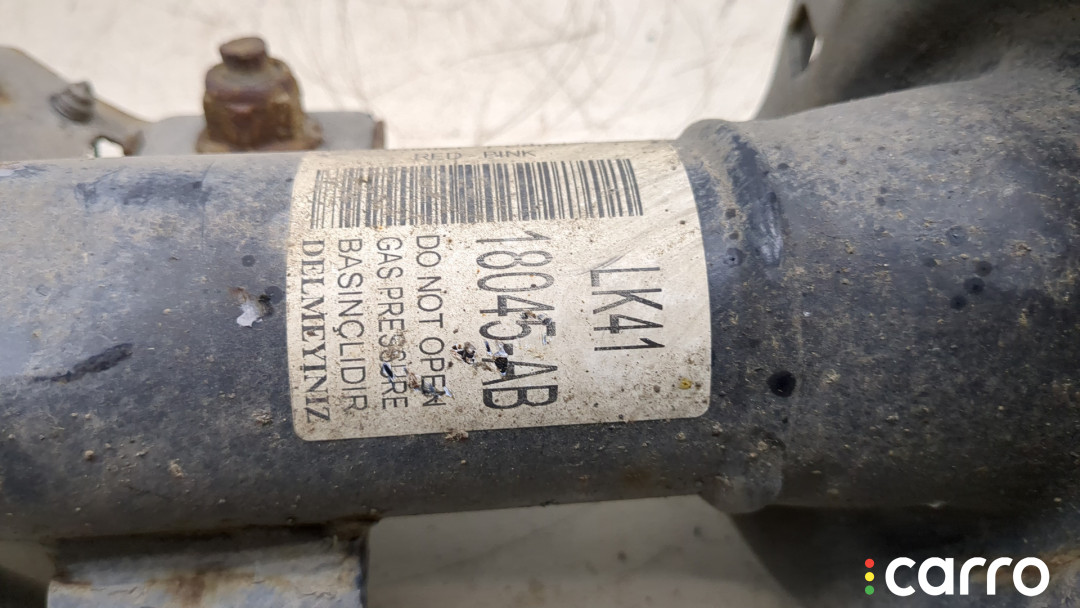 RED PINK
LK41
18045-AB
DO NOT OPEN
GAS PRESSURE
BASINÇLIDIR
DELMEYINIZ
carro